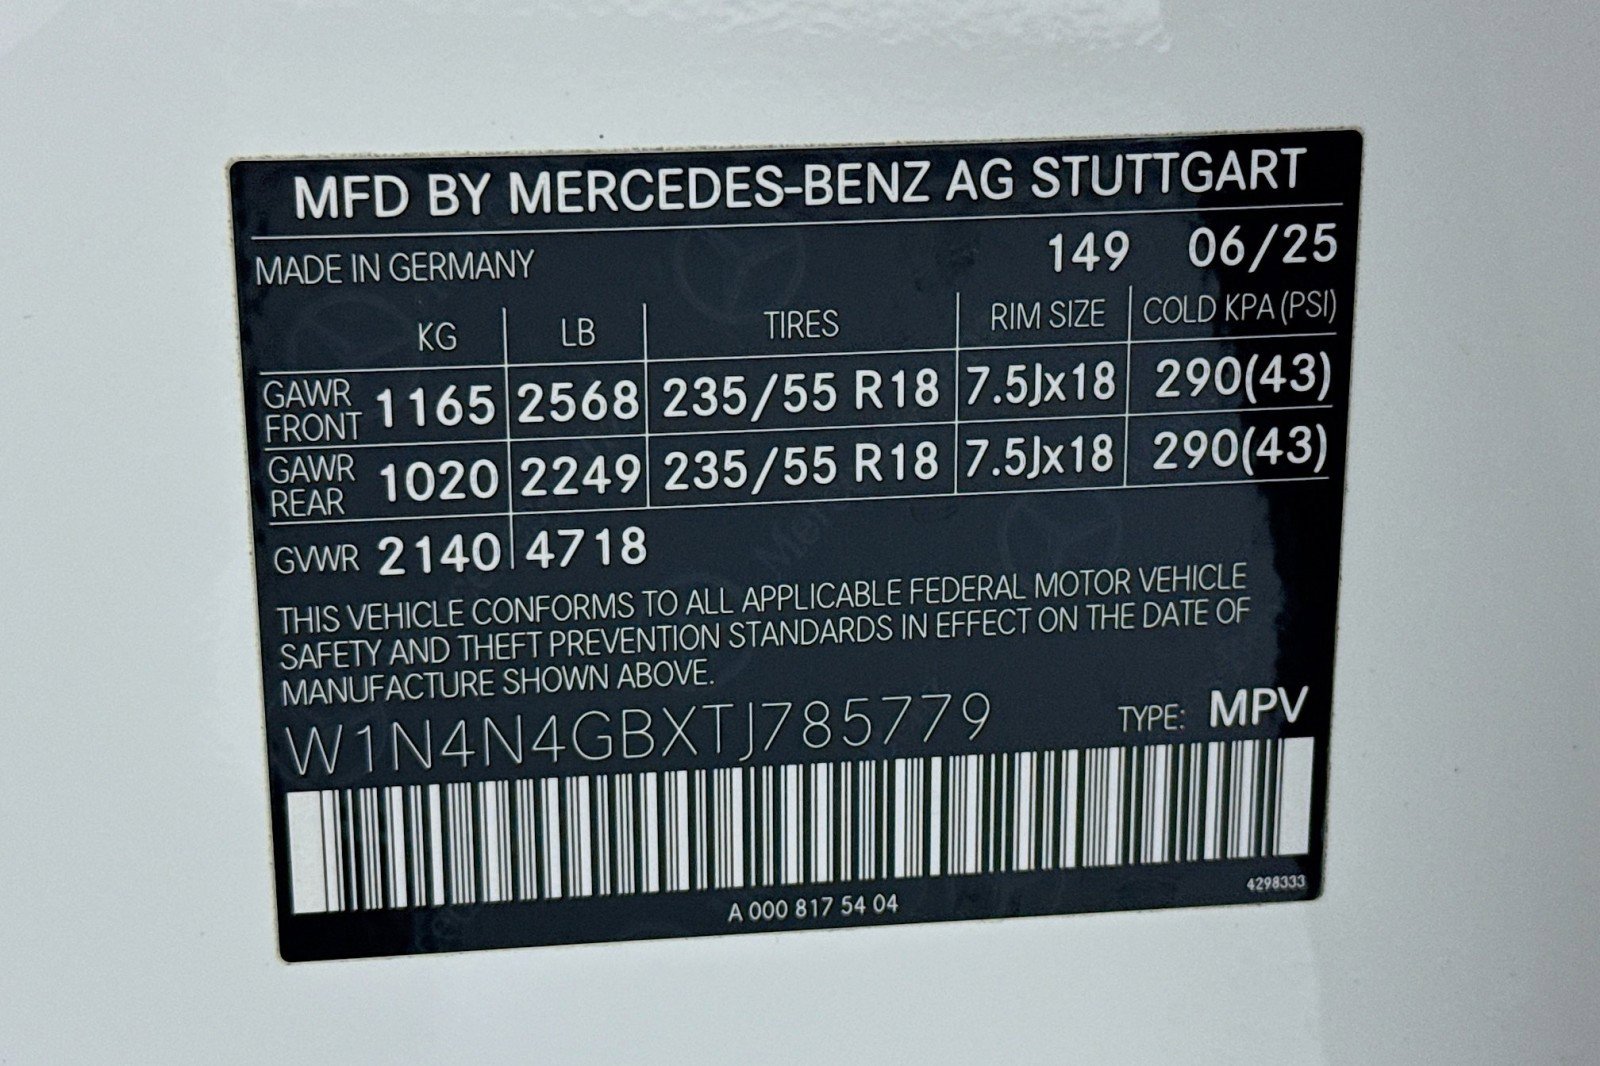 MFD BY MERCEDES-BENZ AG STUTTGART
MADE IN GERMANY 149 06/25
KG LB TIRES RIM SIZE COLD KPA (PSI)
GAWR FRONT 1165 2568 235/55 R18 7.5Jx18 290(43)
GAWR REAR 1020 2249 235/55 R18 7.5Jx18 290(43)
GVWR 2140 4718
THIS VEHICLE CONFORMS TO ALL APPLICABLE FEDERAL MOTOR VEHICLE
SAFETY AND THEFT PREVENTION STANDARDS IN EFFECT ON THE DATE OF
MANUFACTURE SHOWN ABOVE.
W1N4N4GBXTJ785779 TYPE: MPV
A 000 817 54 04 4298333